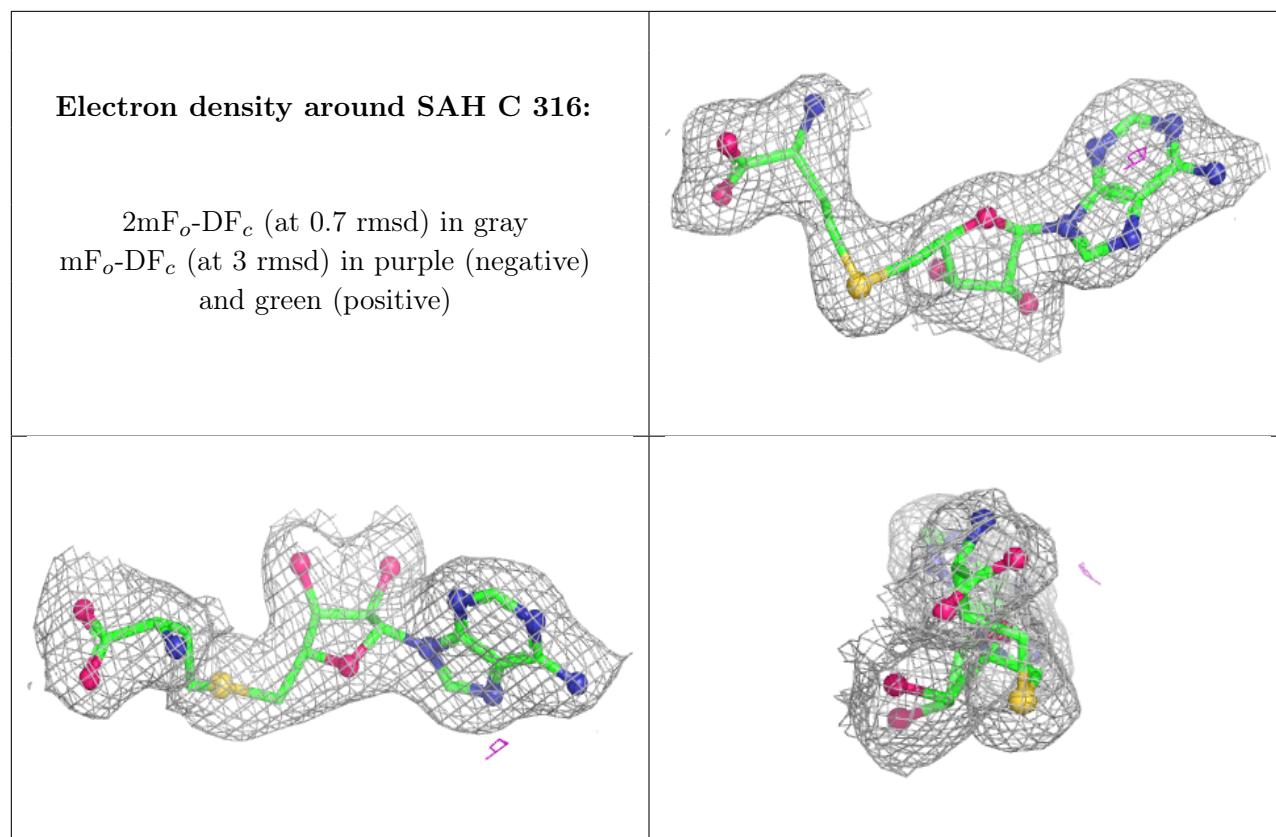 Electron density around SAH C 316:
2mFo-DFc (at 0.7 rmsd) in gray
mFo-DFc (at 3 rmsd) in purple (negative)
and green (positive)